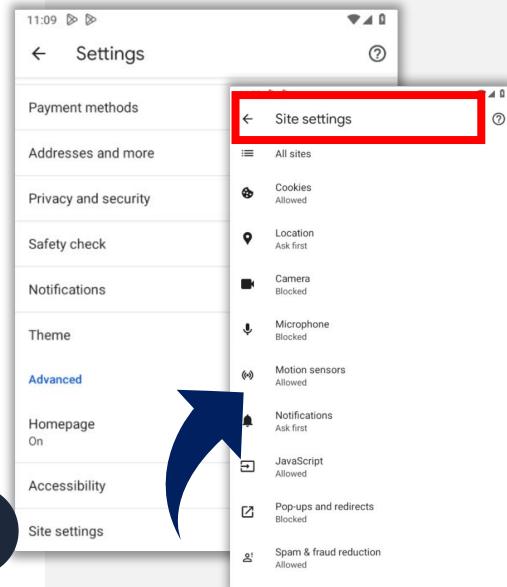 11:09
Settings
Payment methods
Addresses and more
Privacy and security
Safety check
Notifications
Theme
Advanced
Homepage
On
Accessibility
Site settings
Site settings
All sites
Cookies
Allowed
Location
Ask first
Camera
Blocked
Microphone
Blocked
Motion sensors
Allowed
Notifications
Ask first
JavaScript
Allowed
Pop-ups and redirects
Blocked
Spam & fraud reduction
Allowed